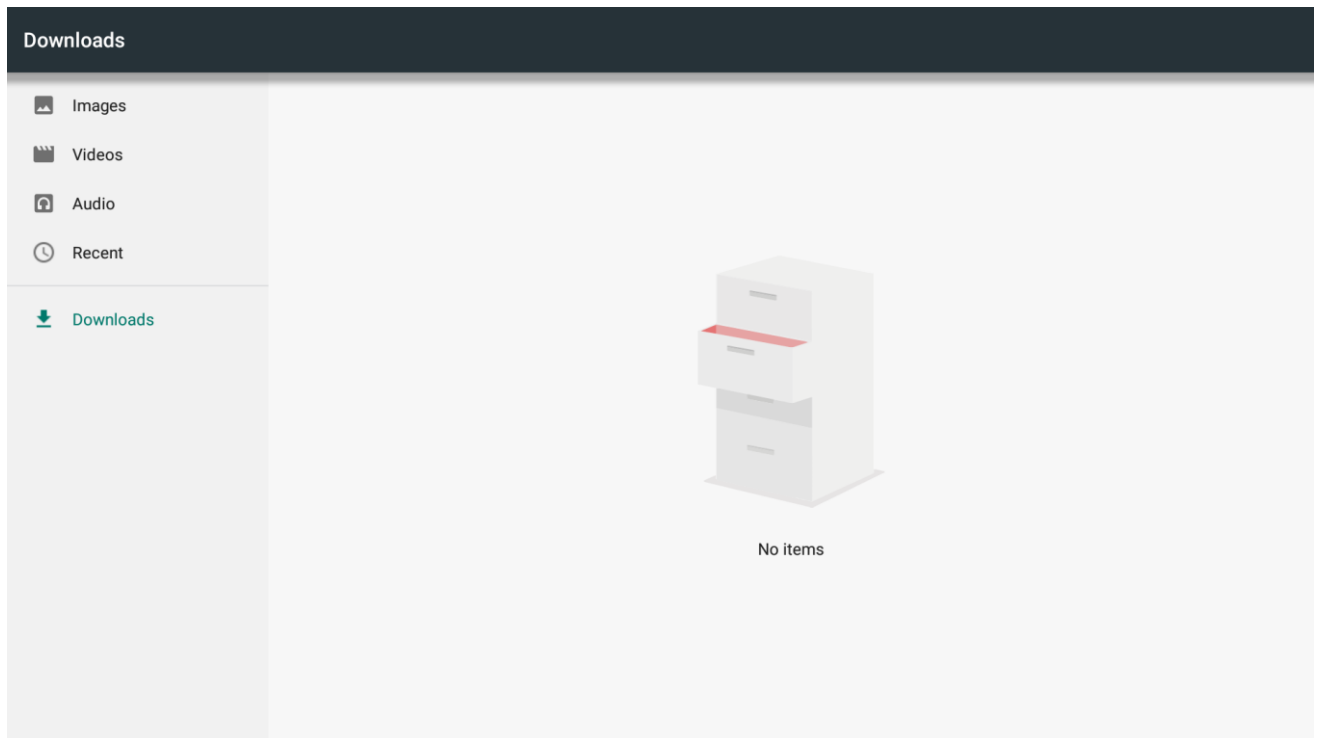 Downloads
Images
Videos
Audio
Recent
Downloads
No items